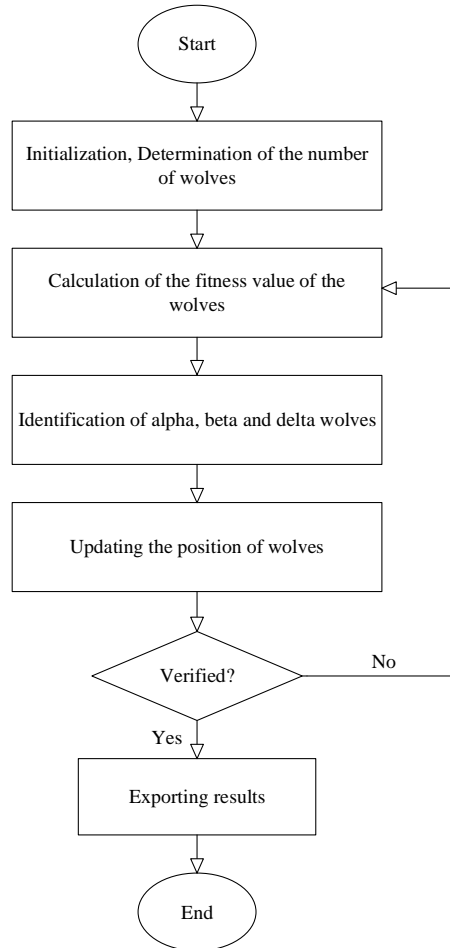 Start
Initialization, Determination of the number
of wolves
Calculation of the fitness value of the
wolves
Identification of alpha, beta and delta wolves
Updating the position of wolves
Verified?
No
Yes
Exporting results
End